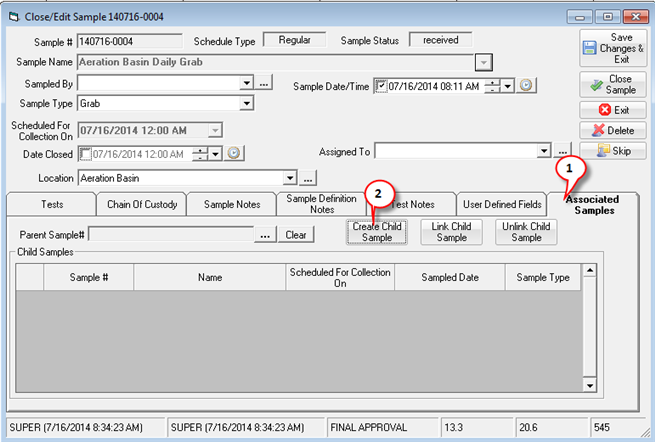 Close/Edit Sample 140716-0004
Sample # 140716-0004 Schedule Type Regular Sample Status received
Save Changes & Exit
Sample Name Aeration Basin Daily Grab
Sampled By ... Sample Date/Time 07/16/2014 08:11 AM
Close Sample
Sample Type Grab
Exit
Scheduled For Collection On 07/16/2014 12:00 AM
Delete
Date Closed 07/16/2014 12:00 AM Assigned To ...
Skip
Location Aeration Basin ...
1
2
Tests Chain Of Custody Sample Notes Sample Definition Notes Test Notes User Defined Fields Associated Samples
Parent Sample# ... Clear Create Child Sample Link Child Sample Unlink Child Sample
Child Samples
Sample # Name Scheduled For Collection On Sampled Date Sample Type
SUPER (7/16/2014 8:34:23 AM) SUPER (7/16/2014 8:34:23 AM) FINAL APPROVAL 13.3 20.6 545